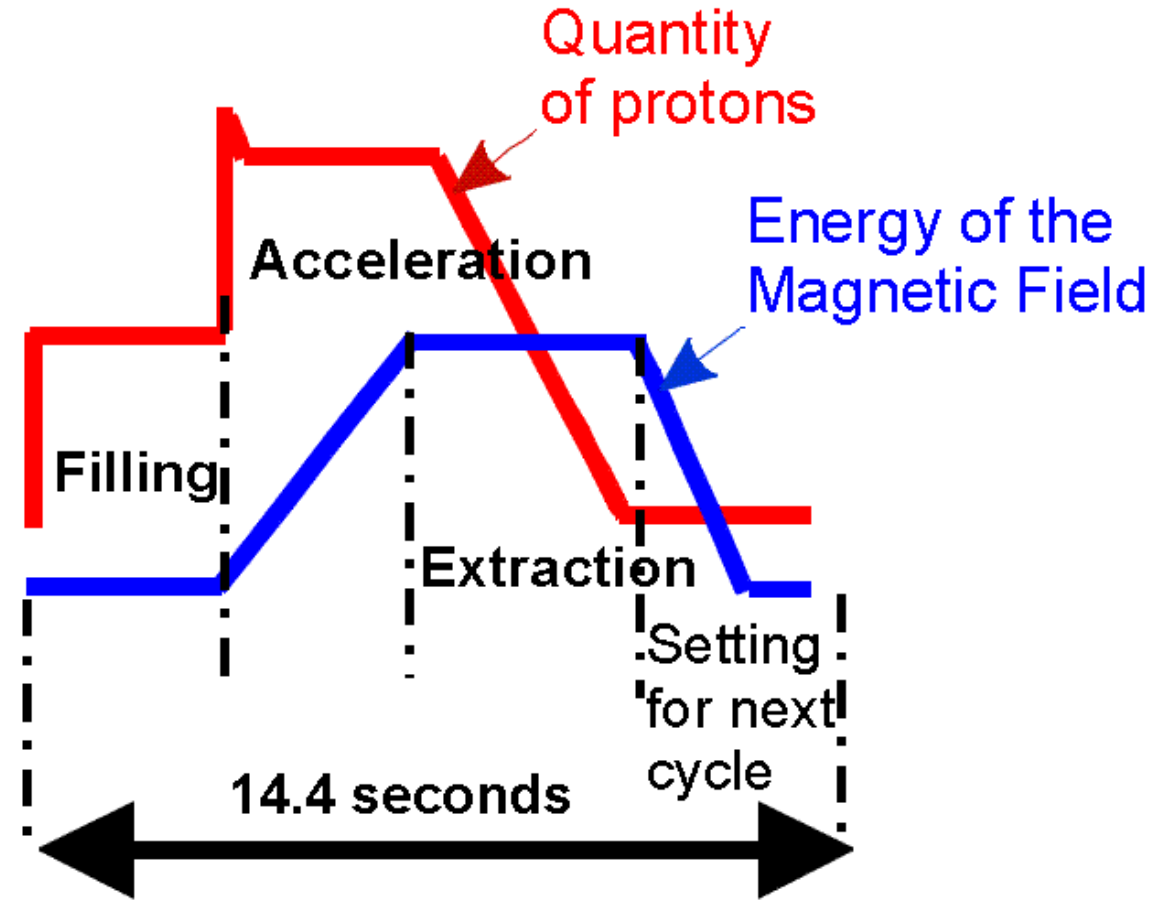 Quantity
of protons
Energy of the
Magnetic Field
Acceleration
Filling
Extraction
Setting
for next
cycle
14.4 seconds